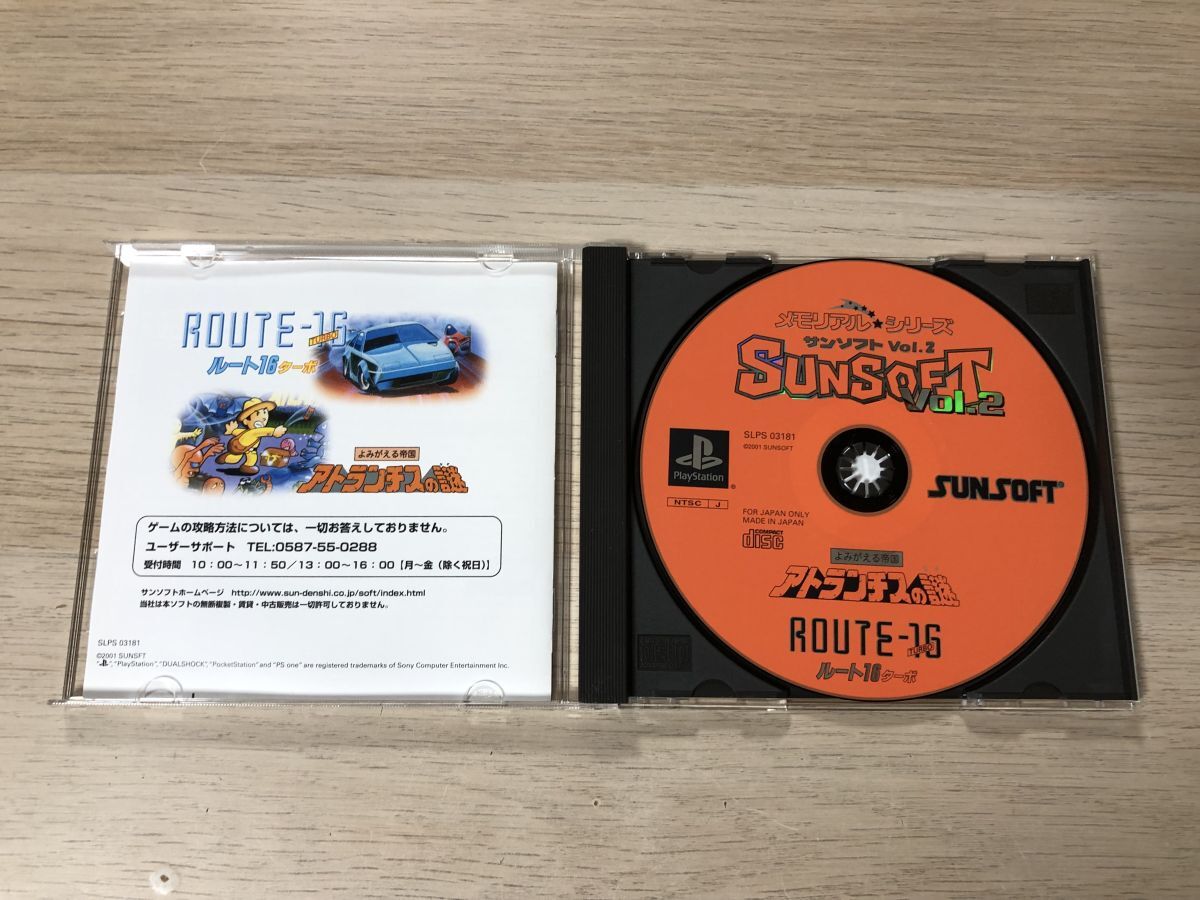 ROUTE-16
TURBO
ルート16ターボ
よみがえる帝国
アトランチスの謎
ゲームの攻略方法については、一切お答えしておりません。
ユーザーサポート TEL:0587-55-0288
受付時間 10:00～11:50／13:00～16:00【月～金（除く祝日）】
サンソフトホームページ http://www.sun-denshi.co.jp/soft/index.html
当社は本ソフトの無断複製・賃貸・中古販売は一切許可しておりません。
SLPS 03181
©2001 SUNSFT
" ", "PlayStation", "DUALSHOCK", "PocketStation" and "PS one" are registered trademarks of Sony Computer Entertainment Inc.
メモリアル★シリーズ
サンソフト Vol.2
SUNSOFT
Vol.2
SLPS 03181
©2001 SUNSOFT
PlayStation
®
NTSC J
FOR JAPAN ONLY
MADE IN JAPAN
COMPACT
disc
SUNSOFT®
よみがえる帝国
アトランチスの謎
ROUTE-16
TURBO
ルート16ターボ